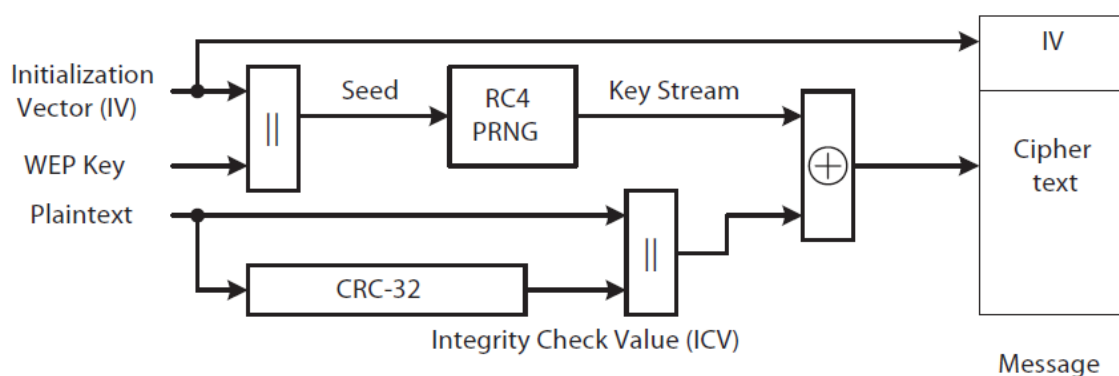 IV
Initialization
Vector (IV)
Seed
RC4
PRNG
Key Stream
||
WEP Key
Cipher
text
Plaintext
||
CRC-32
Integrity Check Value (ICV)
Message